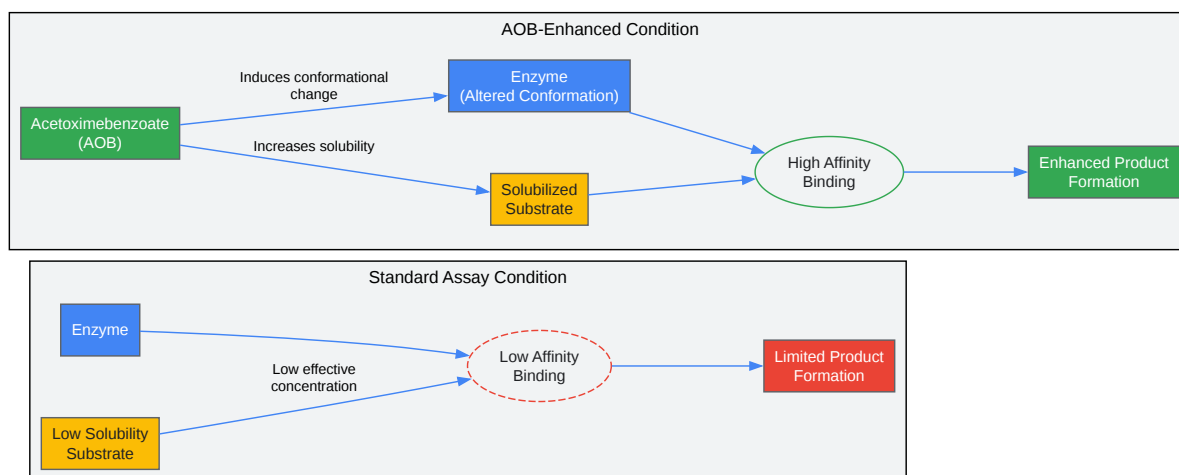 AOB-Enhanced Condition
Induces conformational
change
Enzyme
(Altered Conformation)
Acetoximebenzoate
(AOB)
Increases solubility
High Affinity
Binding
Enhanced Product
Formation
Solubilized
Substrate
Standard Assay Condition
Enzyme
Low effective
concentration
Low Affinity
Binding
Limited Product
Formation
Low Solubility
Substrate